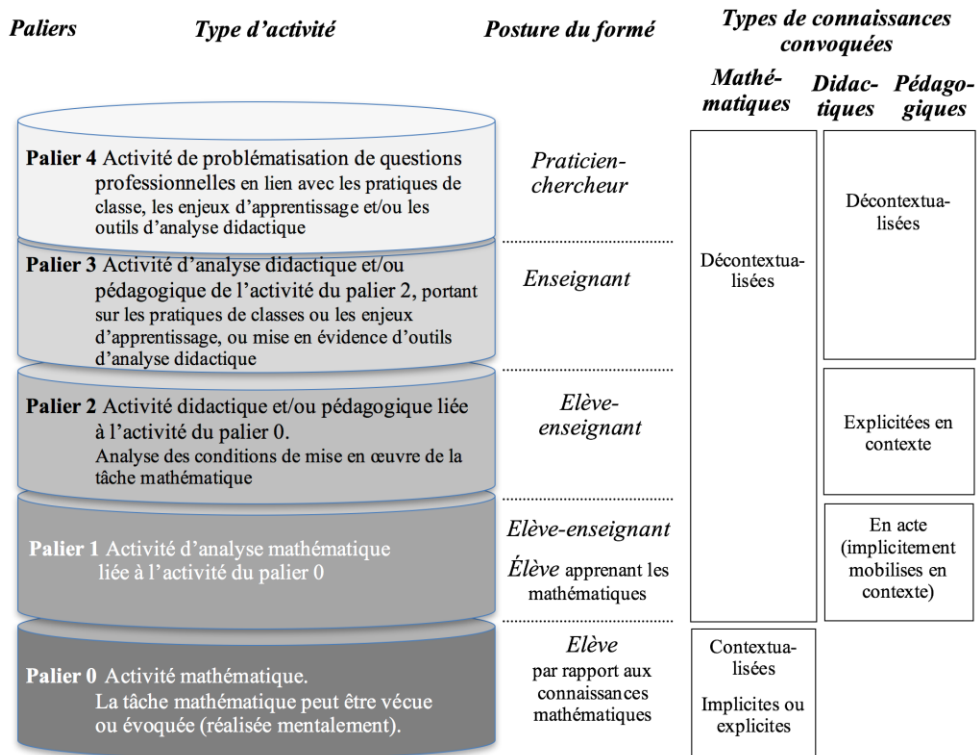 Paliers
Type d'activité
Posture du formé
Types de connaissances
convoquées
Mathé-
matiques
Didac-
tiques
Pédago-
giques
Palier 4 Activité de problématisation de questions
professionnelles en lien avec les pratiques de
classe, les enjeux d'apprentissage et/ou les
outils d'analyse didactique
Praticien-
chercheur
Palier 3 Activité d'analyse didactique et/ou
pédagogique de l'activité du palier 2, portant
sur les pratiques de classes ou les enjeux
d'apprentissage, ou mise en évidence d'outils
d'analyse didactique
Enseignant
Décontextua-
lisées
Décontextua-
lisées
Palier 2 Activité didactique et/ou pédagogique liée
à l'activité du palier 0.
Analyse des conditions de mise en œuvre de la
tâche mathématique
Elève-
enseignant
Explicitées en
contexte
Palier 1 Activité d'analyse mathématique
liée à l'activité du palier 0
Elève-enseignant
Élève apprenant les
mathématiques
En acte
(implicitement
mobilises en
contexte)
Palier 0 Activité mathématique.
La tâche mathématique peut être vécue
ou évoquée (réalisée mentalement).
Elève
par rapport aux
connaissances
mathématiques
Contextua-
lisées
Implicites ou
explicites